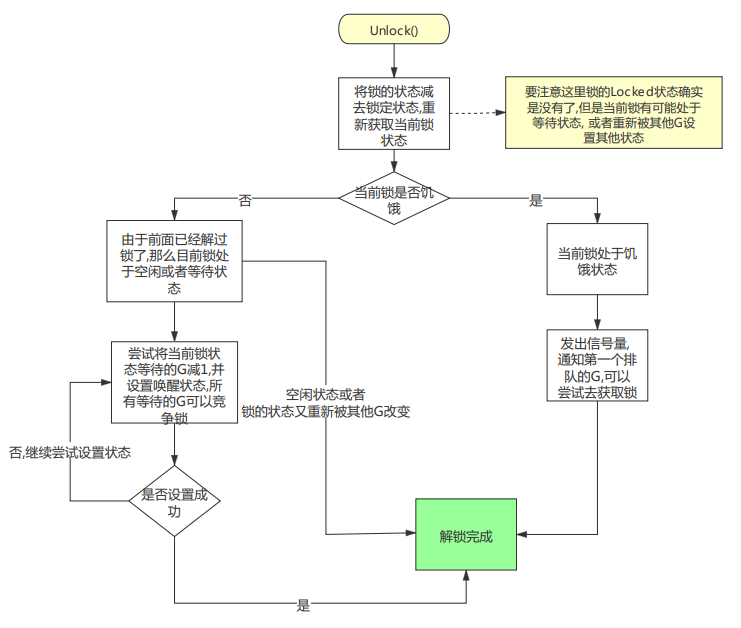 Unlock()
将锁的状态减
去锁定状态,重
新获取当前锁
状态
要注意这里锁的Locked状态确实
是没有了,但是当前锁有可能处于
等待状态, 或者重新被其他G设
置其他状态
当前锁是否饥
饿
否
是
由于前面已经解过
锁了,那么目前锁处
于空闲或者等待状
态
当前锁处于饥
饿状态
尝试将当前锁状
态等待的G减1,并
设置唤醒状态,所
有等待的G可以竞
争锁
发出信号量,
通知第一个排
队的G,可以
尝试去获取锁
空闲状态或者
锁的状态又重新被其他G改变
否,继续尝试设置状态
是否设置成
功
解锁完成
是